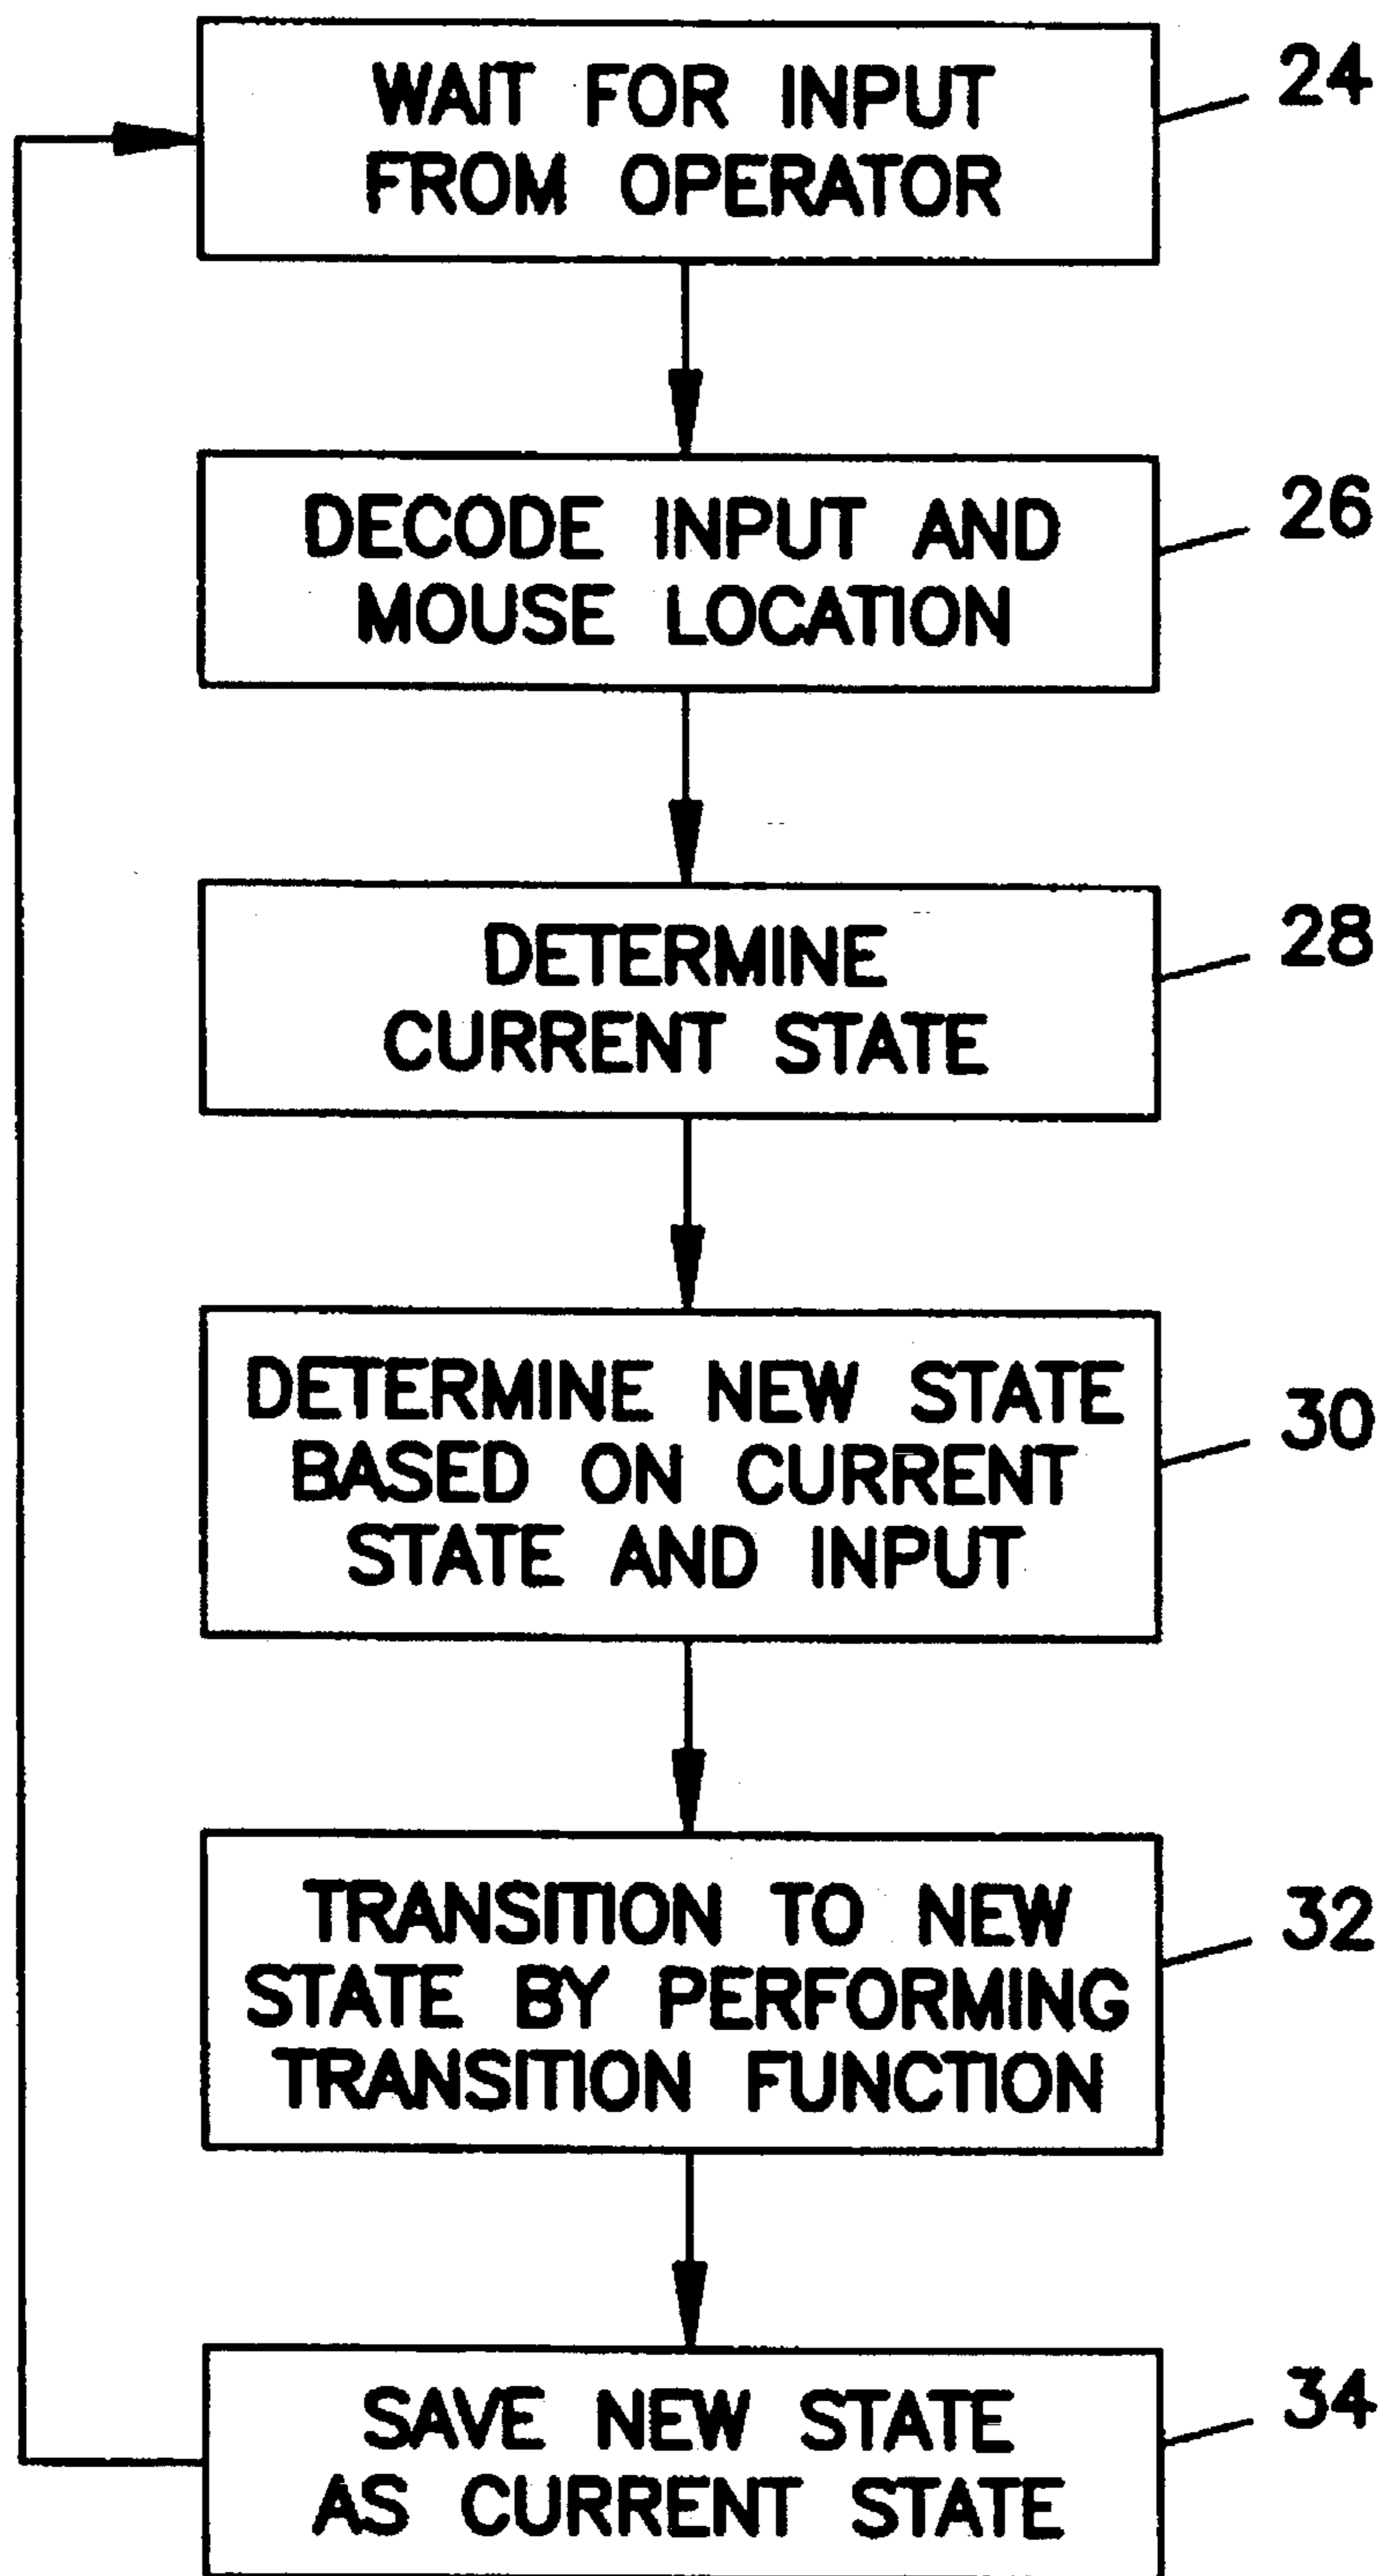 WAIT FOR INPUT
FROM OPERATOR
24
DECODE INPUT AND
MOUSE LOCATION
26
DETERMINE
CURRENT STATE
28
DETERMINE NEW STATE
BASED ON CURRENT
STATE AND INPUT
30
TRANSITION TO NEW
STATE BY PERFORMING
TRANSITION FUNCTION
32
SAVE NEW STATE
AS CURRENT STATE
34